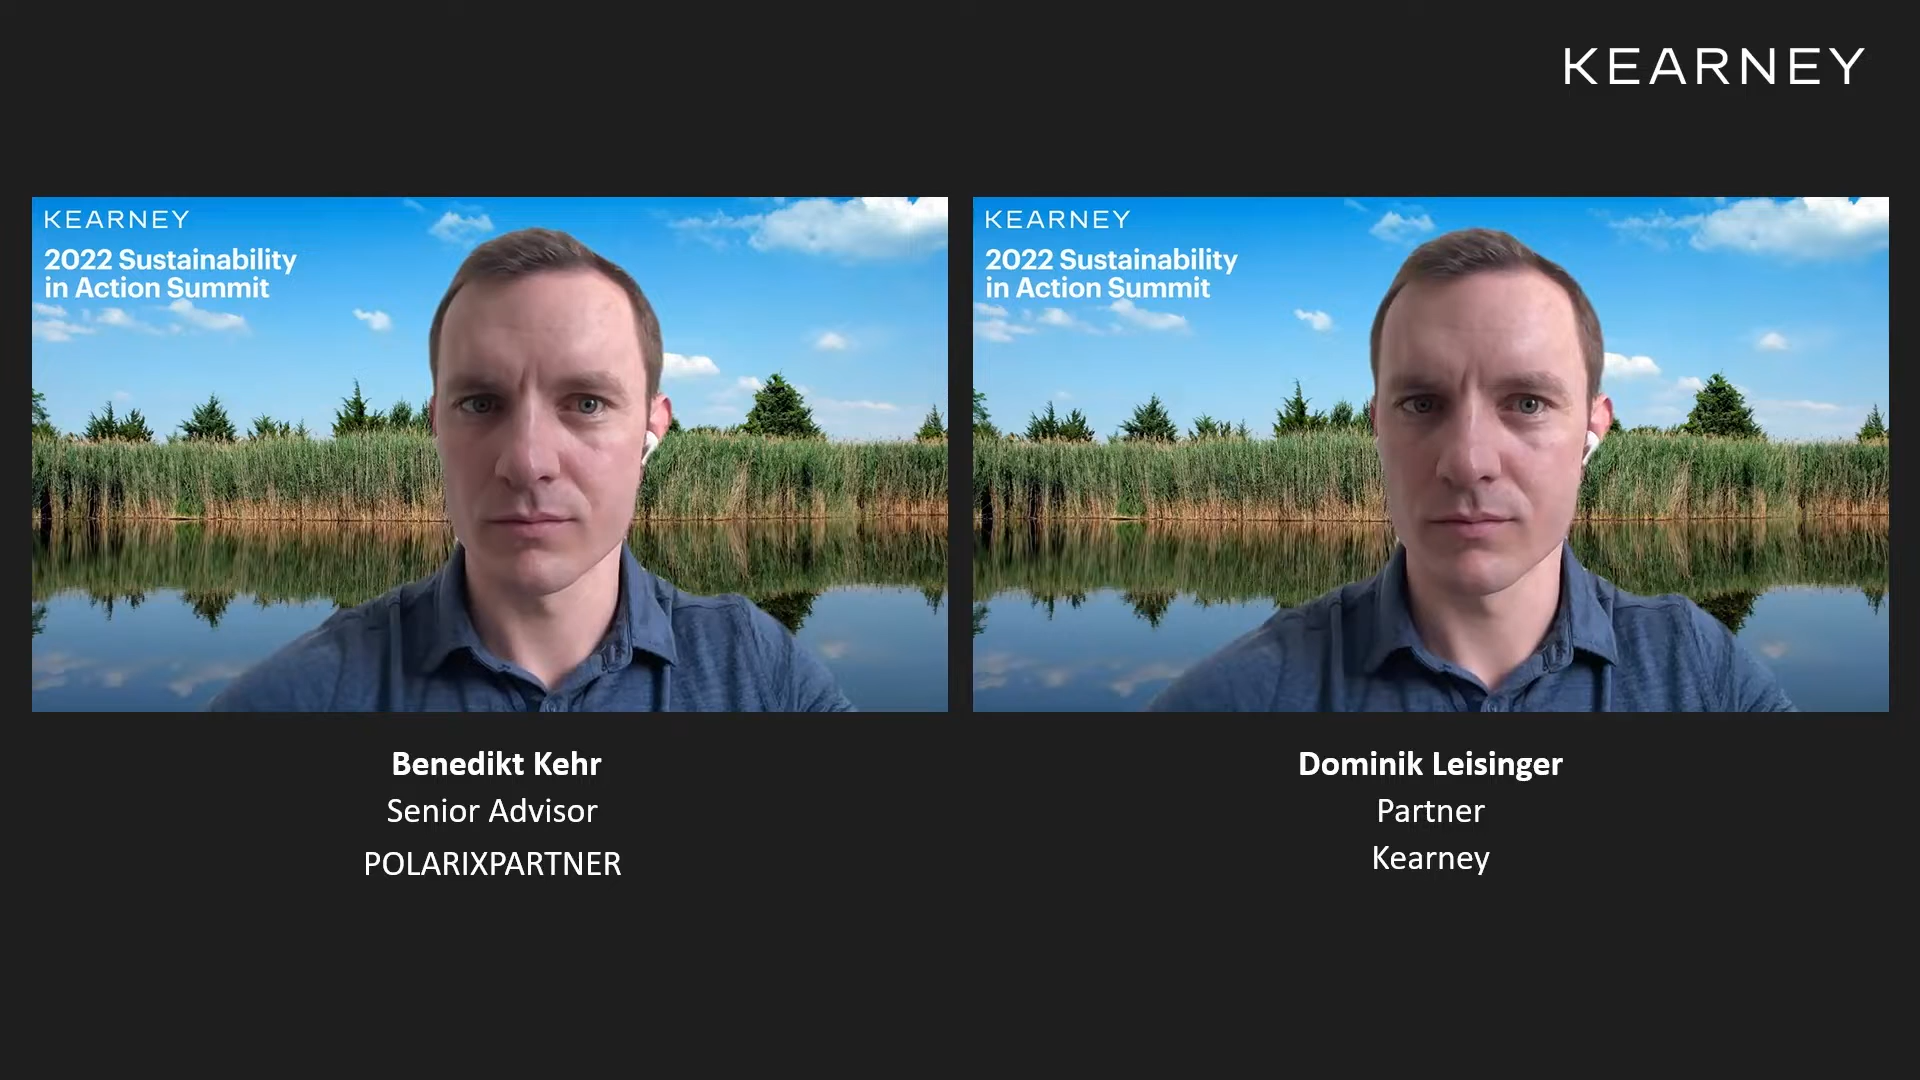 KEARNEY
KEARNEY
2022 Sustainability
in Action Summit
KEARNEY
2022 Sustainability
in Action Summit
Benedikt Kehr
Senior Advisor
POLARIXPARTNER
Dominik Leisinger
Partner
Kearney